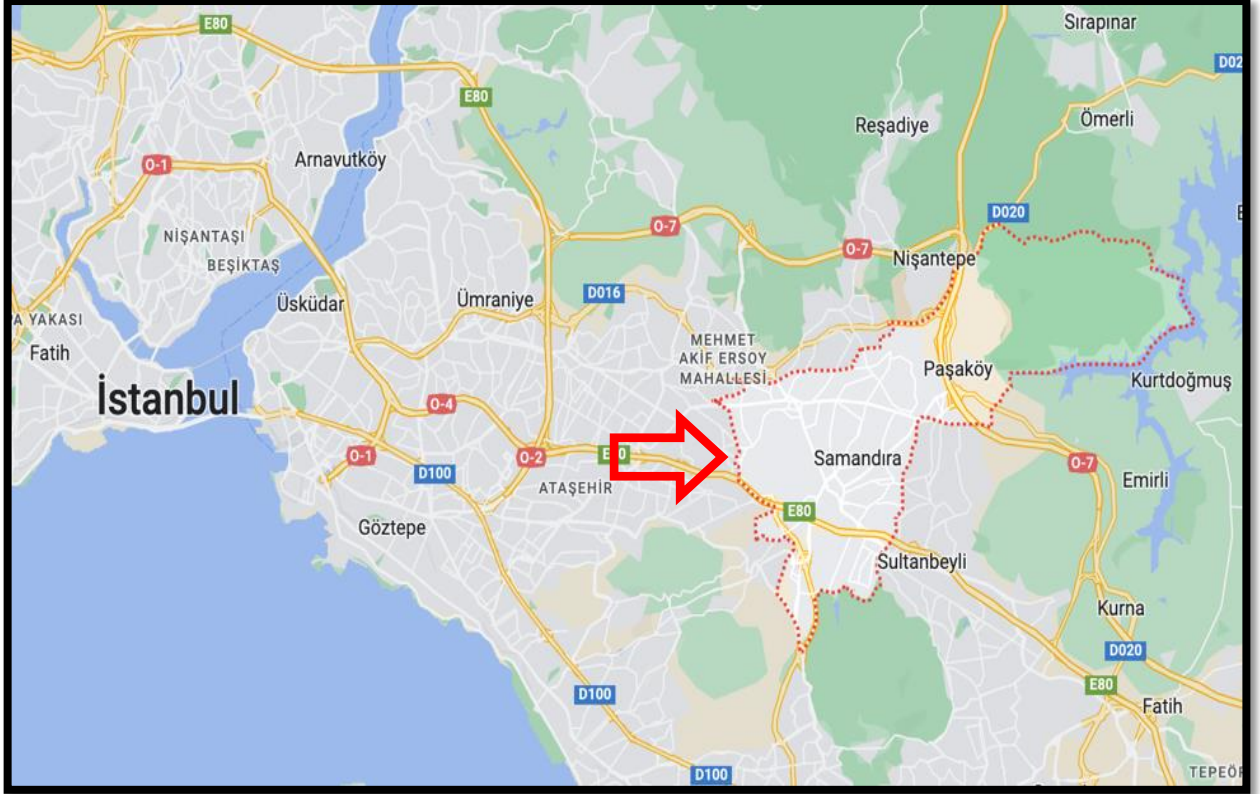 E80
Sırapınar
D02
E80
Ömerli
Reşadiye
Arnavutköy
O-1
D020
O-7
NİŞANTAŞI
O-7
BEŞİKTAŞ
Nişantepe
D016
Üsküdar
Ümraniye
A YAKASI
MEHMET
AKİF ERSOY
MAHALLESİ
Fatih
Paşaköy
Kurtdoğmuş
İstanbul
O-4
O-1
O-2
Samandıra
O-7
D100
ATAŞEHİR
Emirli
E80
Göztepe
Sultanbeyli
Kurna
D020
E80
D100
Fatih
D100
TEPEÖ